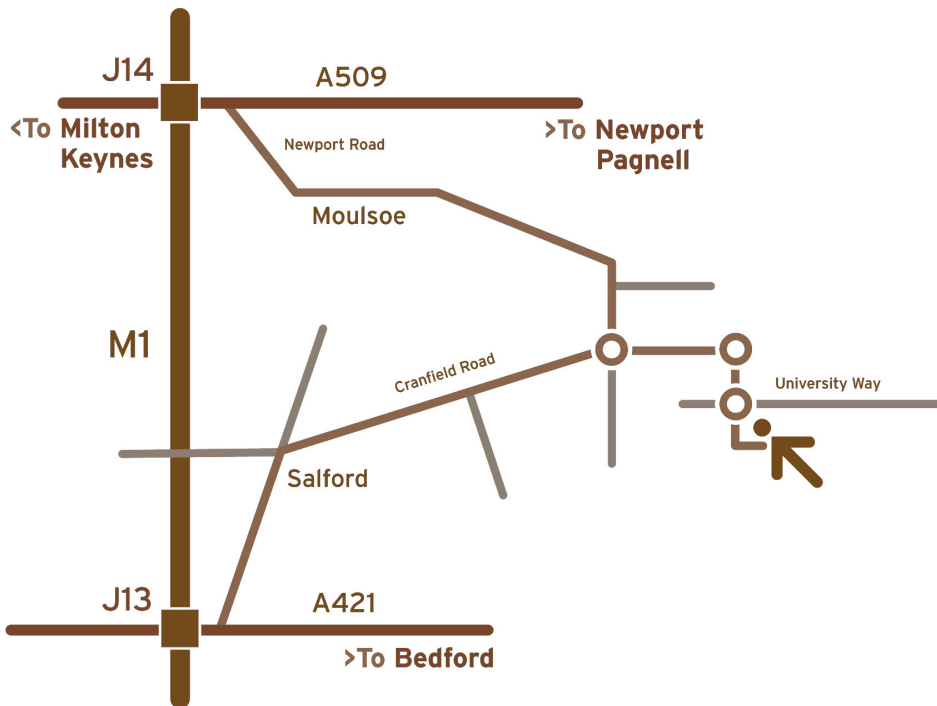 J14
A509
<To Milton
Keynes
Newport Road
>To Newport
Pagnell
Moulsoe
M1
Cranfield Road
University Way
Salford
J13
A421
>To Bedford